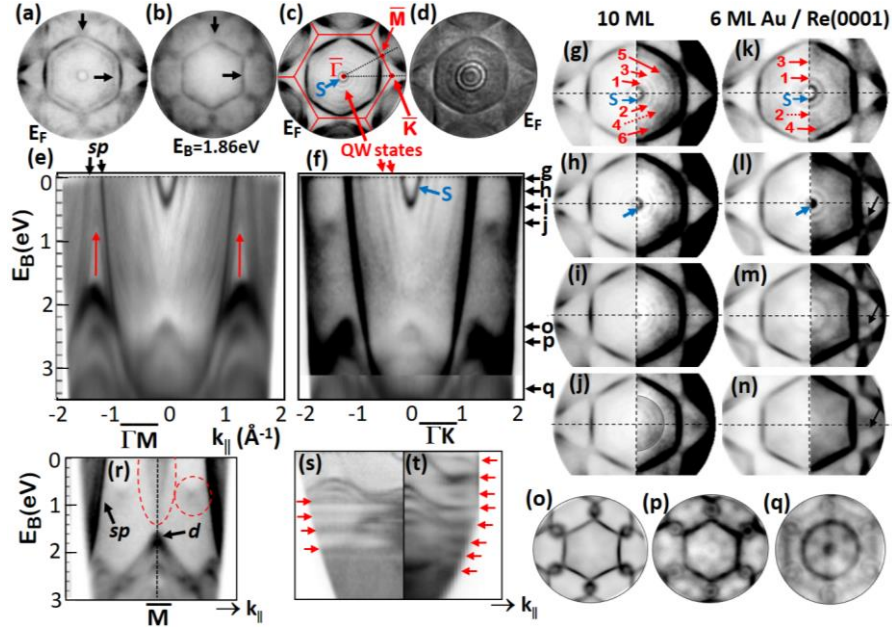 10 ML
6 ML Au / Re(0001)
(a)
(b)
(c)
(d)
M̅
Γ̅
S
K̅
E_F
E_B=1.86eV
E_F
QW states
E_F
(e)
sp
(f)
S
g
h
i
j
o
p
q
E_B(eV)
0
1
2
3
-2
-1
0
1
2
-2
-1
0
1
2
Γ̅M̅
k_|| (Å⁻¹)
Γ̅K̅
(g)
5
3
1
S
2
4
6
(k)
3
1
S
2
4
(h)
(l)
(i)
(m)
(j)
(n)
(r)
(s)
(t)
E_B(eV)
0
1
2
3
sp
d
M̅
→ k_||
→ k_||
(o)
(p)
(q)